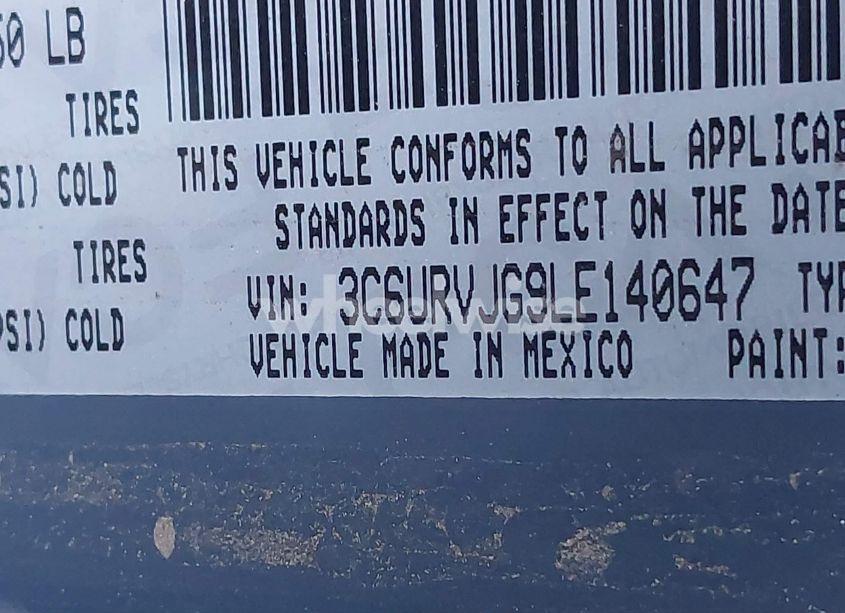 50 LB
TIRES
SI) COLD
TIRES
PSI) COLD
THIS VEHICLE CONFORMS TO ALL APPLICAB
STANDARDS IN EFFECT ON THE DATE
VIN: 3C6URVJG9LE140647 TYP
VEHICLE MADE IN MEXICO PAINT:
wheelwise